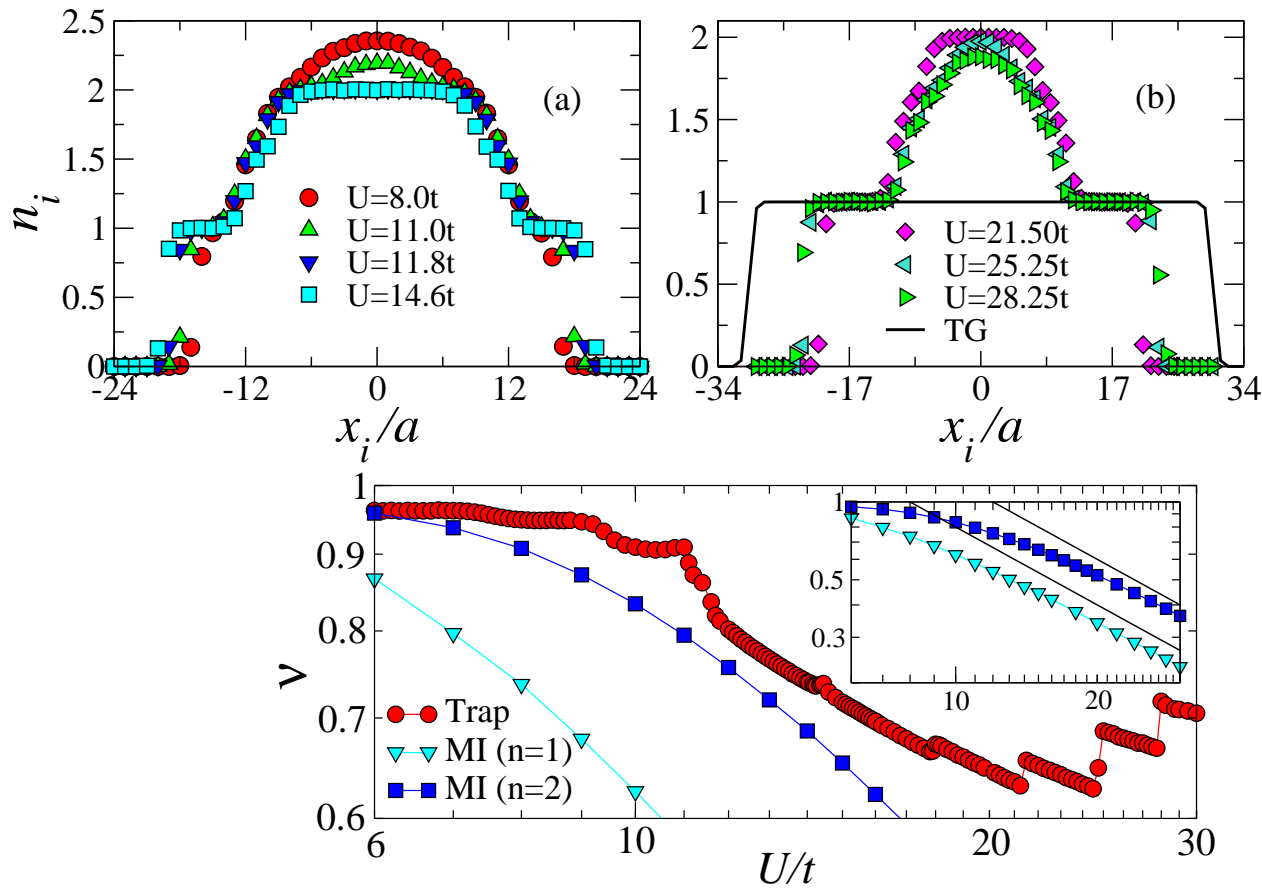 2.5
2
1.5
1
0.5
0
n_i
(a)
U=8.0t
U=11.0t
U=11.8t
U=14.6t
-24 -12 0 12 24
x_i/a
2
1.5
1
0.5
0
(b)
U=21.50t
U=25.25t
U=28.25t
TG
-34 -17 0 17 34
x_i/a
1
0.9
0.8
0.7
0.6
ν
Trap
MI (n=1)
MI (n=2)
6 10 20 30
U/t
1
0.5
0.3
10 20